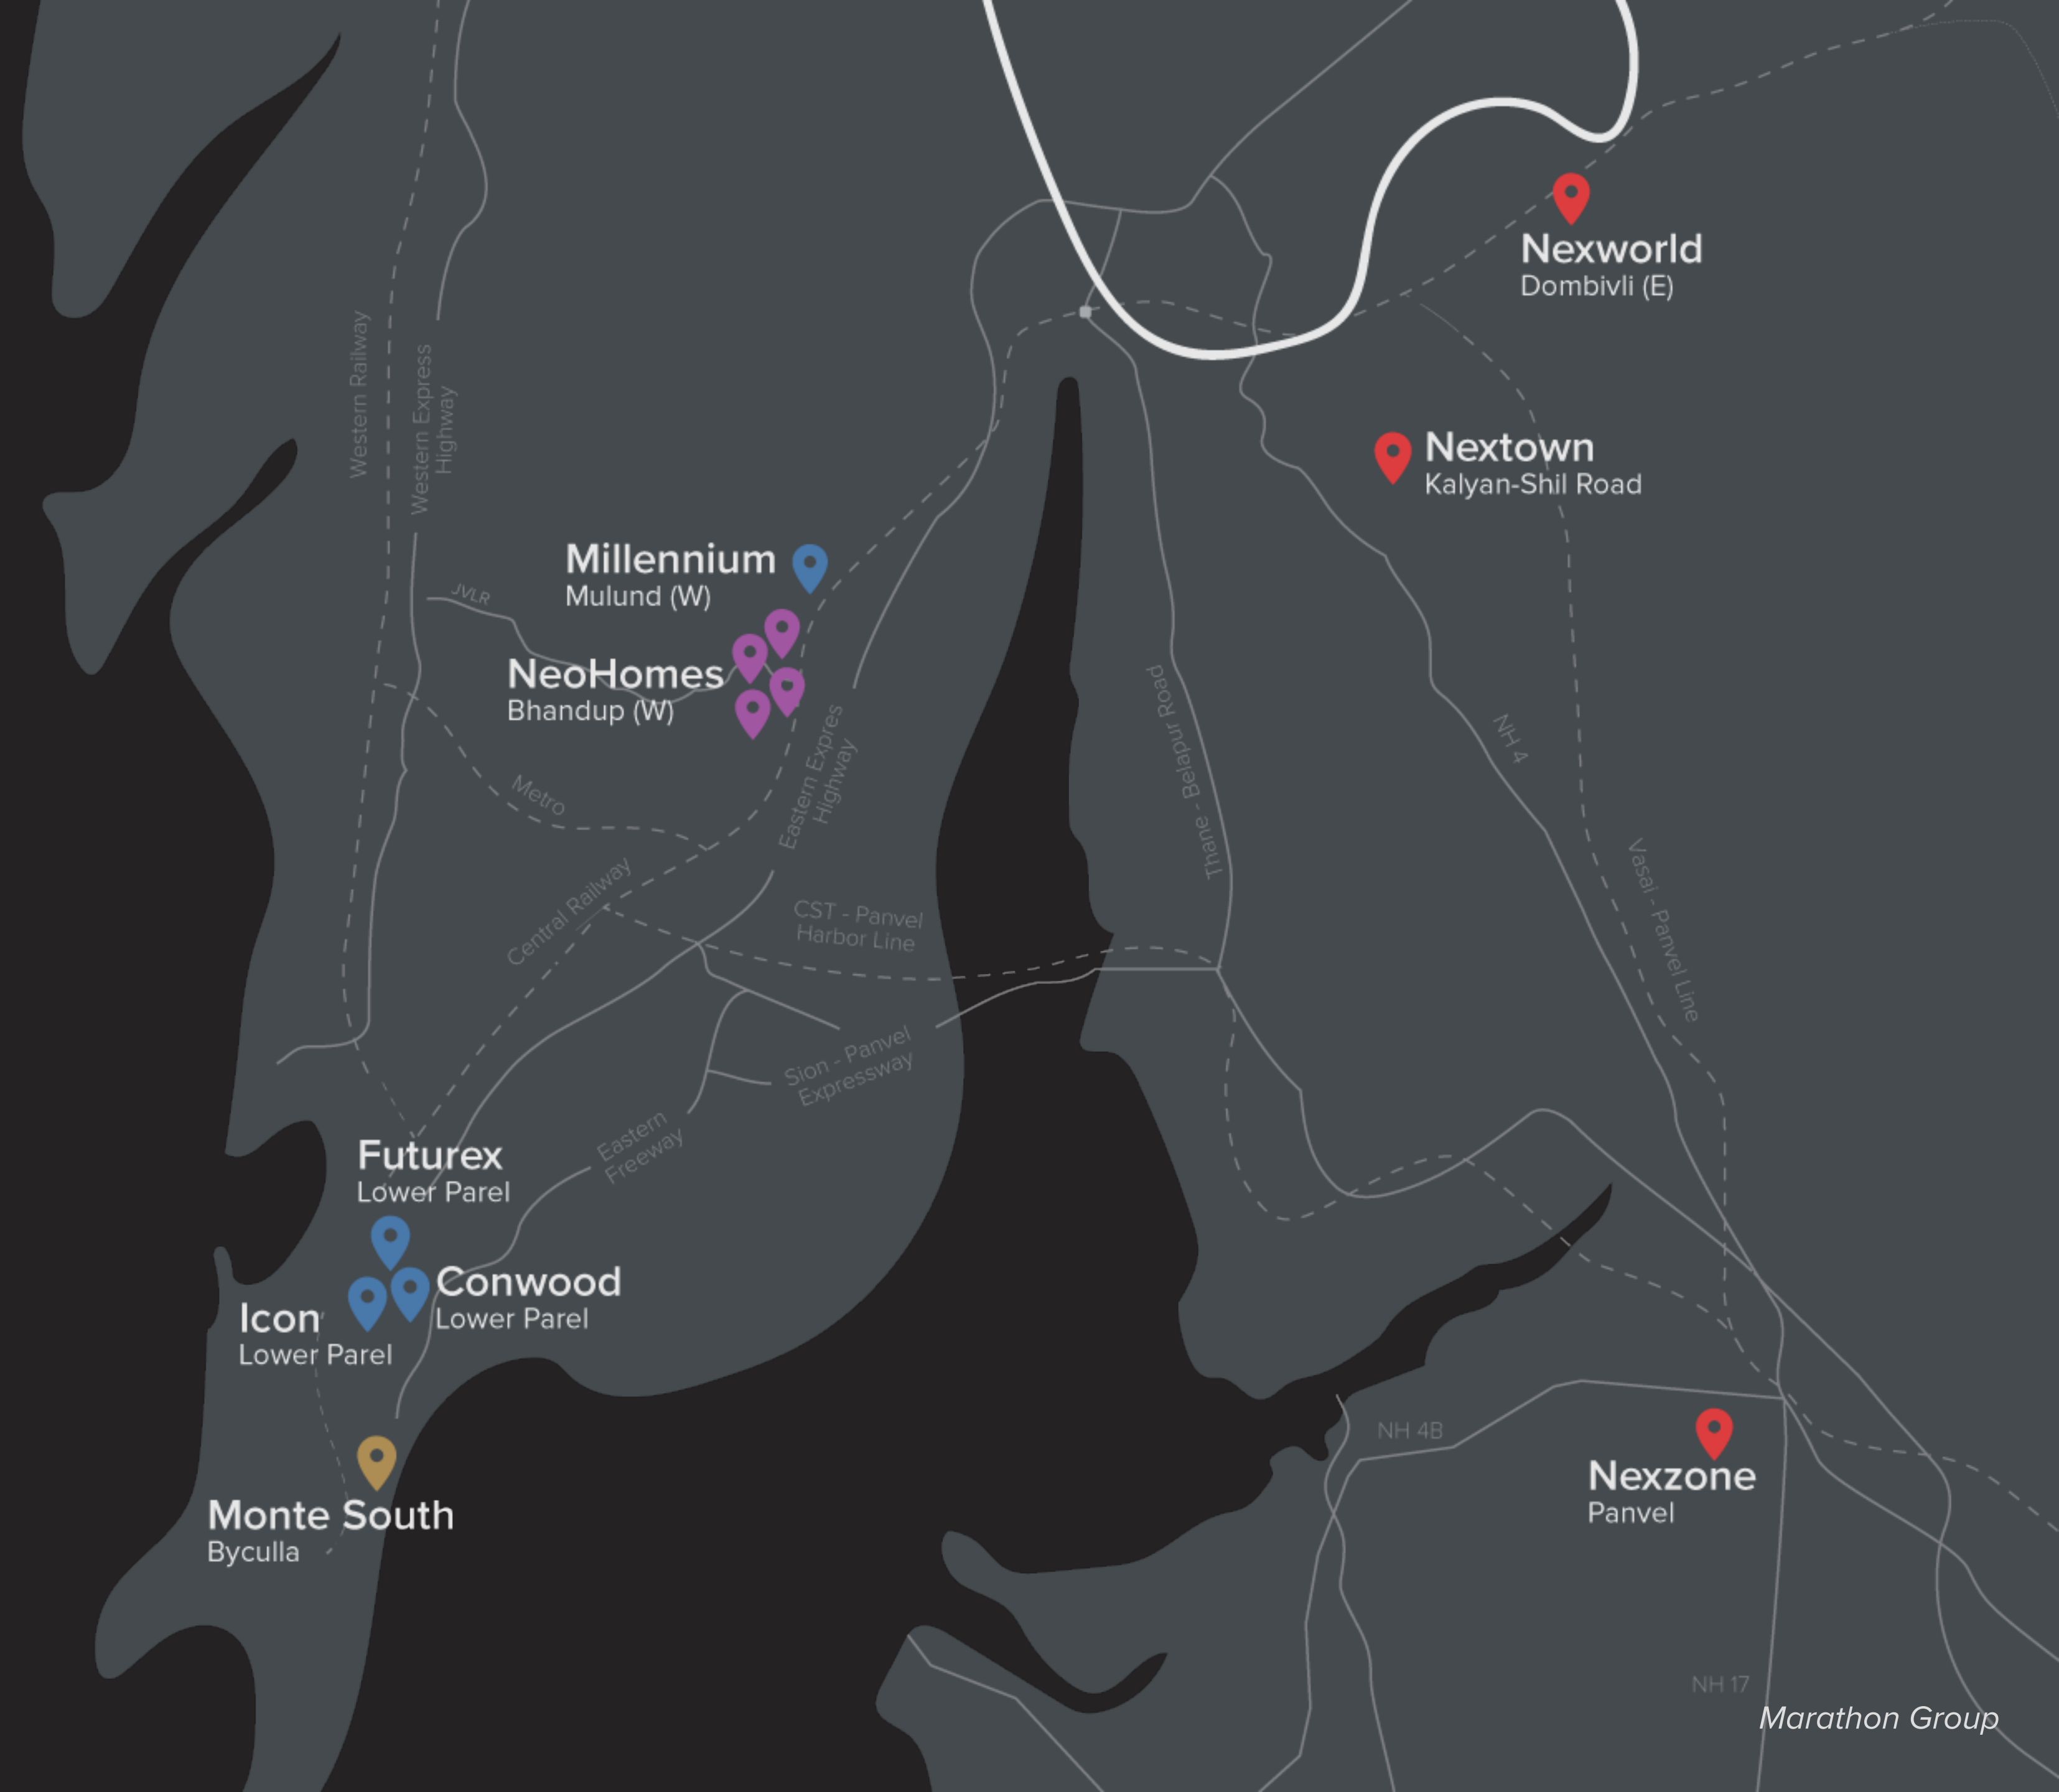 Nexworld
Dombivli (E)
Western Railway
Western Express
Highway
Nextown
Kalyan-Shil Road
Millennium
Mulund (W)
JVLR
NeoHomes
Bhandup (W)
Thane - Belapur Road
NH 4
Eastern Expres
Highway
Metro
Vasai - Panvel Line
Central Railway
CST - Panvel
Harbor Line
Sion - Panvel
Expressway
Eastern
Freeway
Futurex
Lower Parel
Conwood
Lower Parel
Icon
Lower Parel
NH 4B
Nexzone
Panvel
Monte South
Byculla
NH 17
Marathon Group